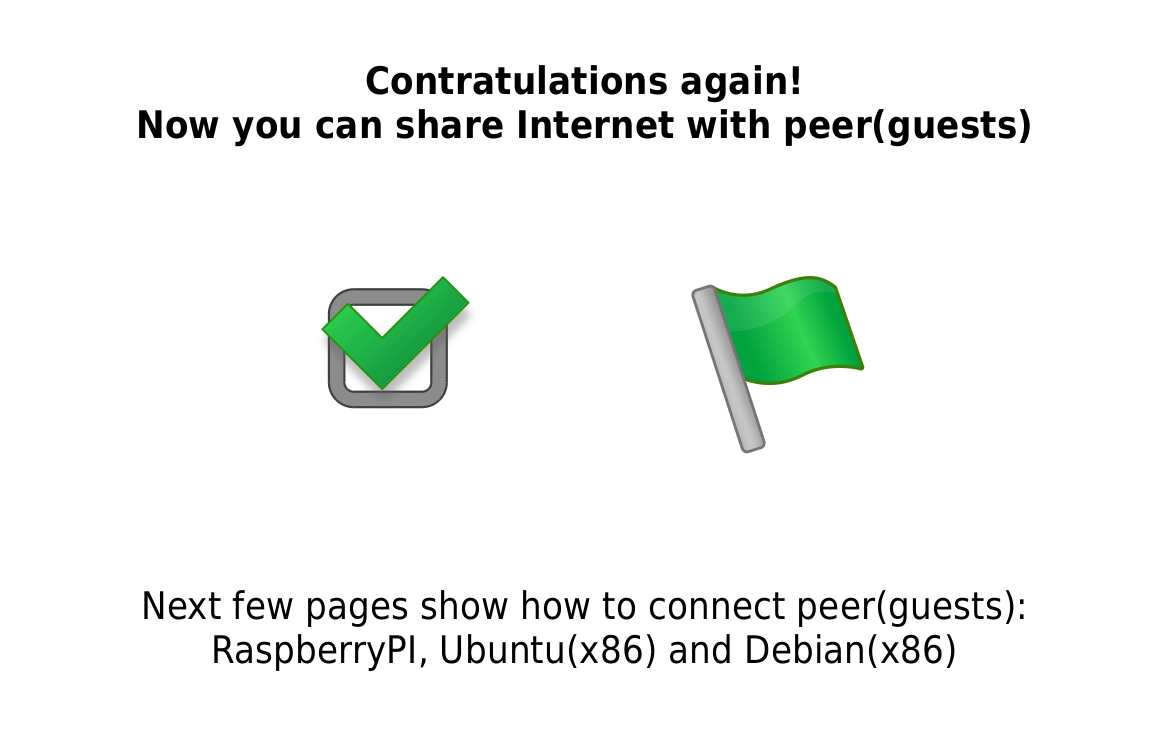 Contratulations again!
Now you can share Internet with peer(guests)
Next few pages show how to connect peer(guests):
RaspberryPI, Ubuntu(x86) and Debian(x86)